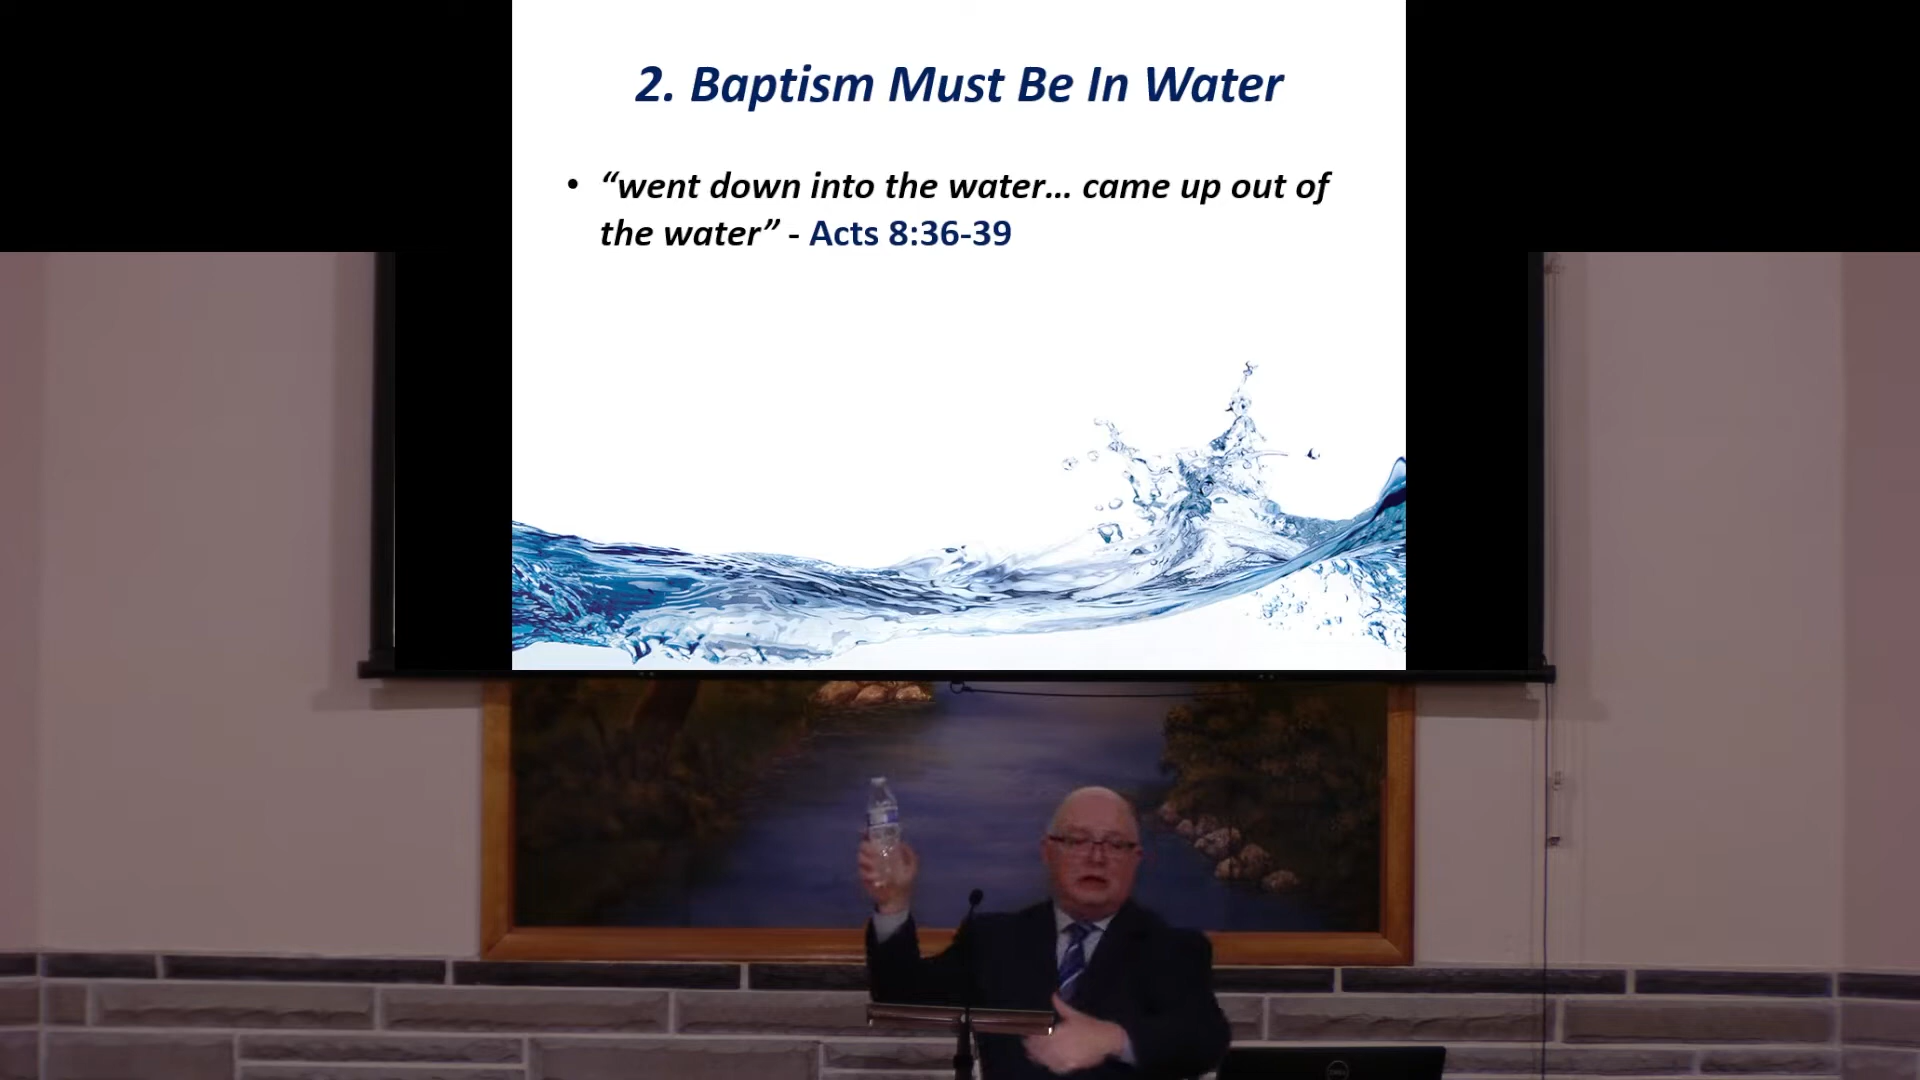 2. Baptism Must Be In Water
• “went down into the water… came up out of
the water” - Acts 8:36-39
DELL